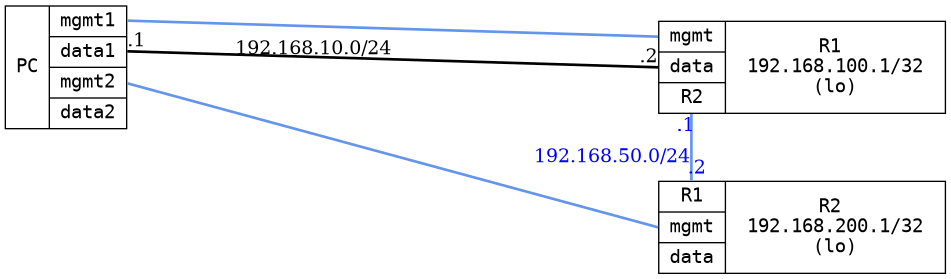 PC
mgmt1
data1
mgmt2
data2
.1
192.168.10.0/24
.2
mgmt
data
R2
R1
192.168.100.1/32
(lo)
.1
192.168.50.0/24
.2
R1
mgmt
data
R2
192.168.200.1/32
(lo)